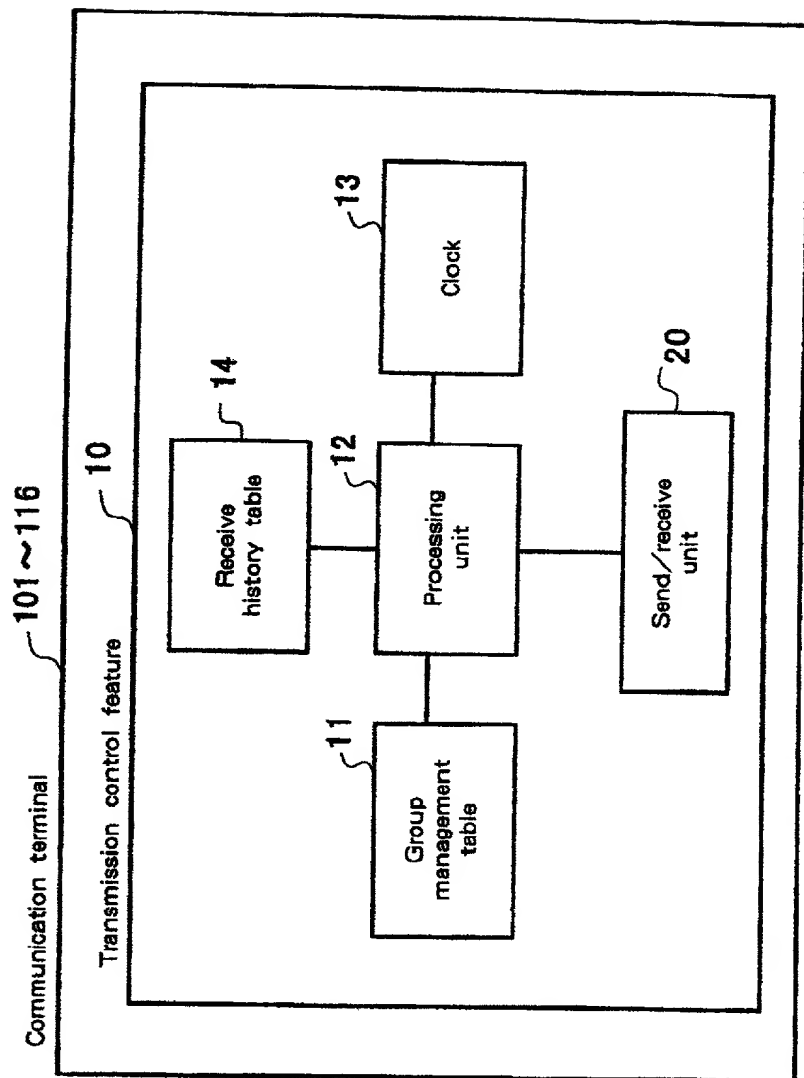 Communication terminal
101～116
Transmission control feature
10
Receive
history table
14
Group
management
table
11
Processing
unit
12
Clock
13
Send/receive
unit
20